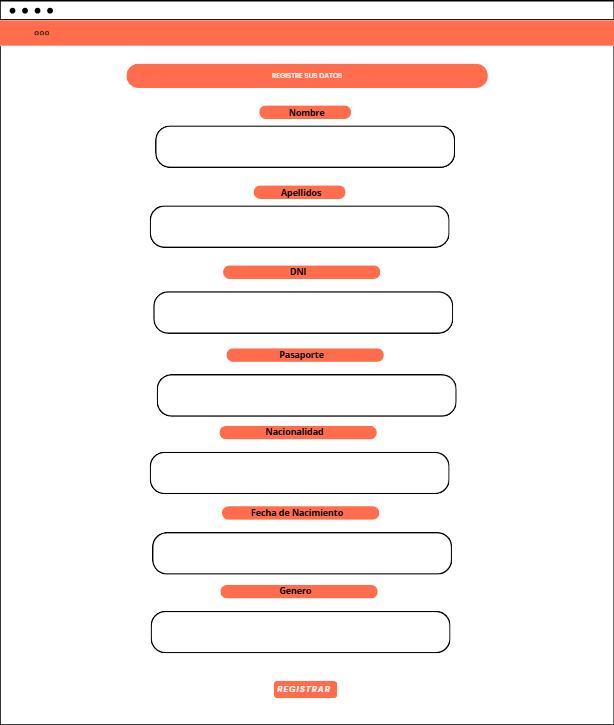 REGISTRE SUS DATOS
Nombre
Apellidos
DNI
Pasaporte
Nacionalidad
Fecha de Nacimiento
Genero
REGISTRAR